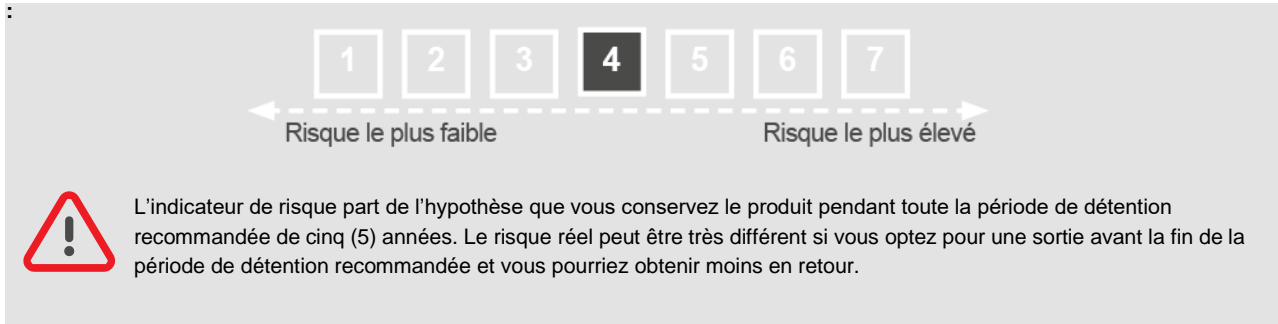 :
1 2 3 4 5 6 7
Risque le plus faible Risque le plus élevé
L'indicateur de risque part de l'hypothèse que vous conservez le produit pendant toute la période de détention
recommandée de cinq (5) années. Le risque réel peut être très différent si vous optez pour une sortie avant la fin de la
période de détention recommandée et vous pourriez obtenir moins en retour.